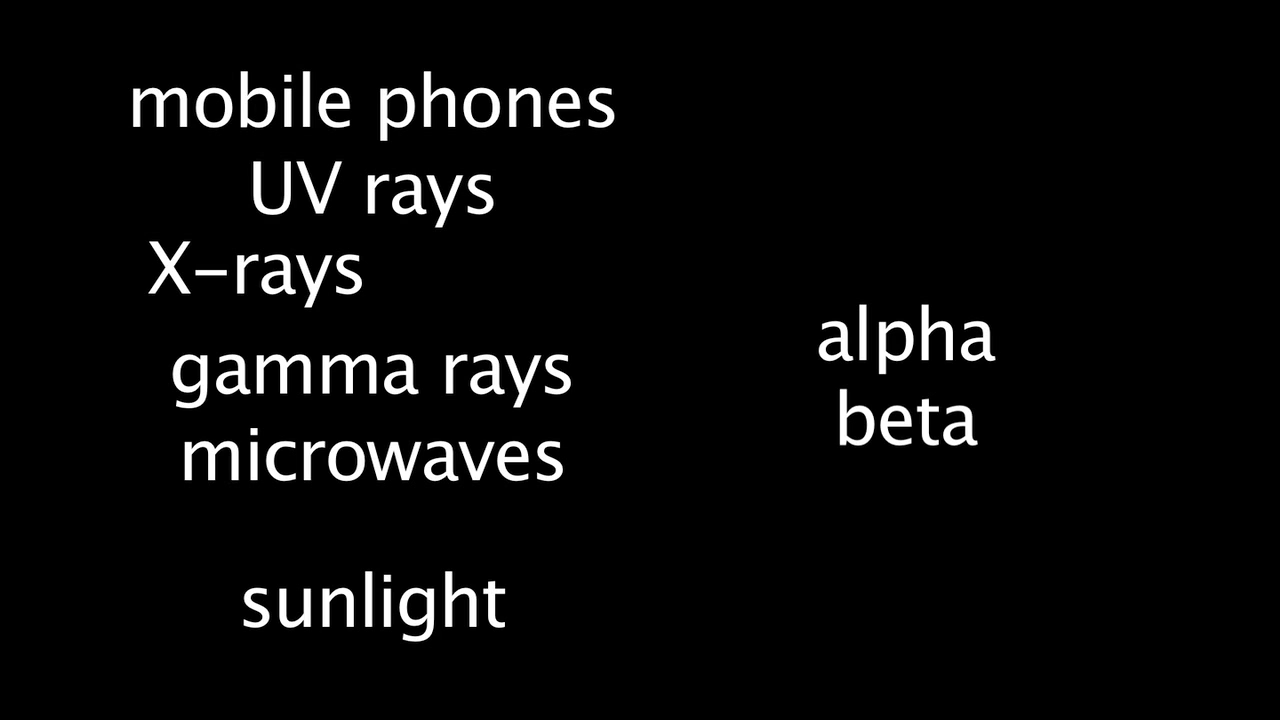 mobile phones
UV rays
X-rays
gamma rays
microwaves
sunlight
alpha
beta